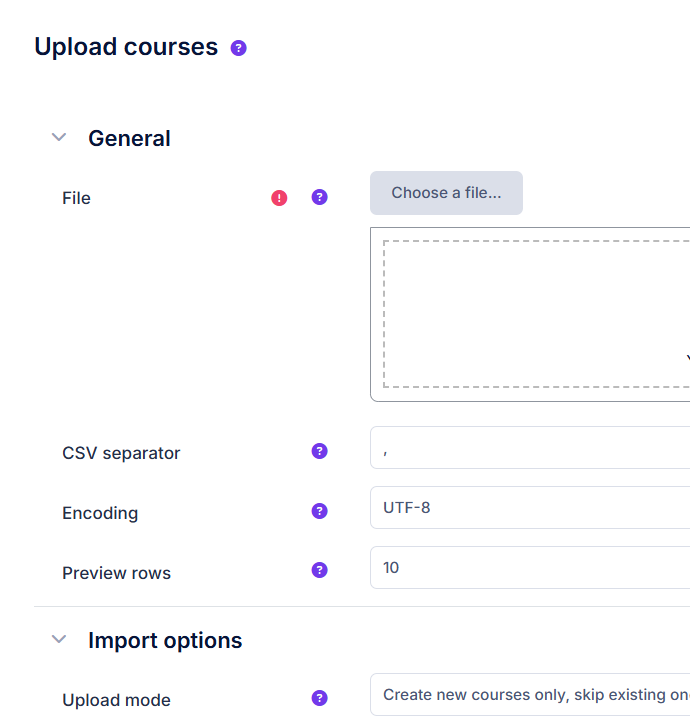 Upload courses
General
File
Choose a file...
CSV separator
,
Encoding
UTF-8
Preview rows
10
Import options
Upload mode
Create new courses only, skip existing